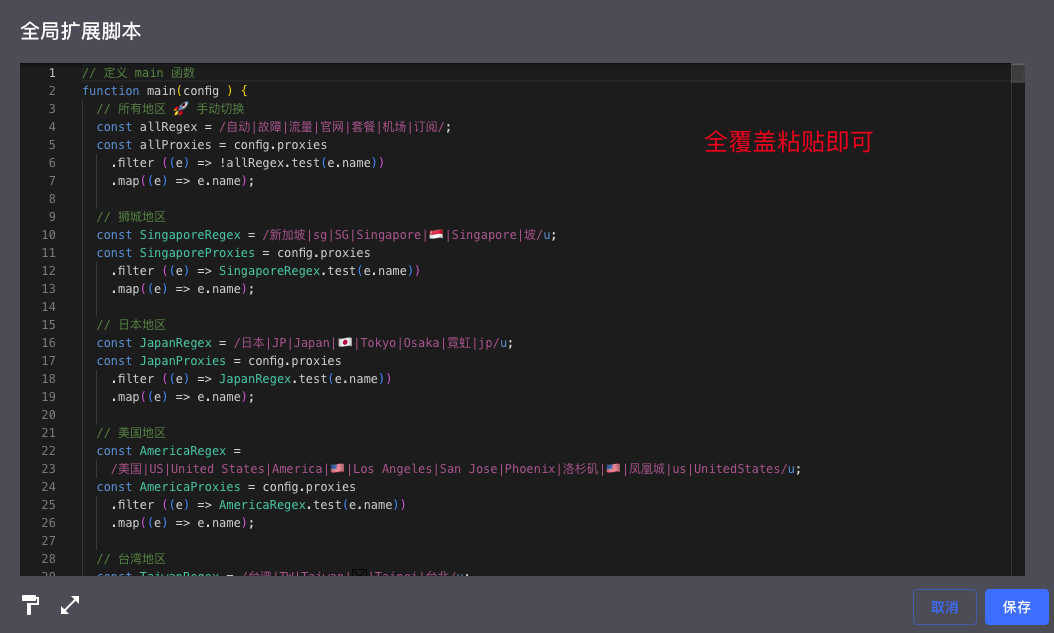 全局扩展脚本
1 // 定义 main 函数
2 function main(config ) {
3 // 所有地区 🚀 手动切换
4 const allRegex = /自动|故障|流量|官网|套餐|机场|订阅/;
5 const allProxies = config.proxies
全覆盖粘贴即可
6 .filter ((e) => !allRegex.test(e.name))
7 .map((e) => e.name);
8
9 // 狮城地区
10 const SingaporeRegex = /新加坡|sg|SG|Singapore|🇸🇬|Singapore|坡/u;
11 const SingaporeProxies = config.proxies
12 .filter ((e) => SingaporeRegex.test(e.name))
13 .map((e) => e.name);
14
15 // 日本地区
16 const JapanRegex = /日本|JP|Japan|🇯🇵|Tokyo|Osaka|霓虹|jp/u;
17 const JapanProxies = config.proxies
18 .filter ((e) => JapanRegex.test(e.name))
19 .map((e) => e.name);
20
21 // 美国地区
22 const AmericaRegex =
23 /美国|US|United States|America|🇺🇸|Los Angeles|San Jose|Phoenix|洛杉矶|🇺🇸|凤凰城|us|UnitedStates/u;
24 const AmericaProxies = config.proxies
25 .filter ((e) => AmericaRegex.test(e.name))
26 .map((e) => e.name);
27
28 // 台湾地区
29 const TaiwanRegex = /台湾|TW|Taiwan||Taipei|台北/u;
取消 保存